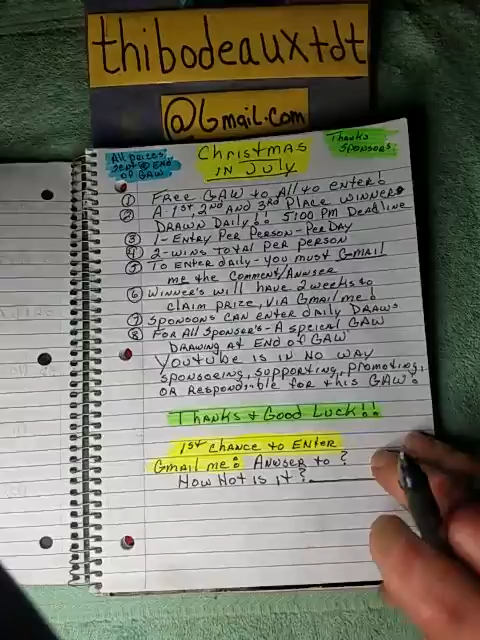 thibodeauxtdt
@Gmail.com
All prizes
sent @ END
OF GAW.
Christmas
IN July
Thanks
Sponsors!
① FREE GAW to All to enter!
② A 1st, 2nd AND 3rd Place WINNER
DRAWN DAILY!! 5:00 PM Deadline
③ 1-Entry Per Person-Per Day
④ 2-wins Total Per Person
⑤ To Enter daily-you must Gmail
me the Comment/Anwser
⑥ Winner's will have 2 weeks to
claim prize, VIA Gmail me!
⑦ Sponsors can enter daily Draws
⑧ For All Sponser's-A special GAW
DRAWING at End of GAW
YouTube is in no way
sponsoring, supporting, promoting,
or Responsible for this GAW!
Thanks & Good Luck!!
1st chance to Enter
Gmail me: Anwser to ?
How Hot is it?